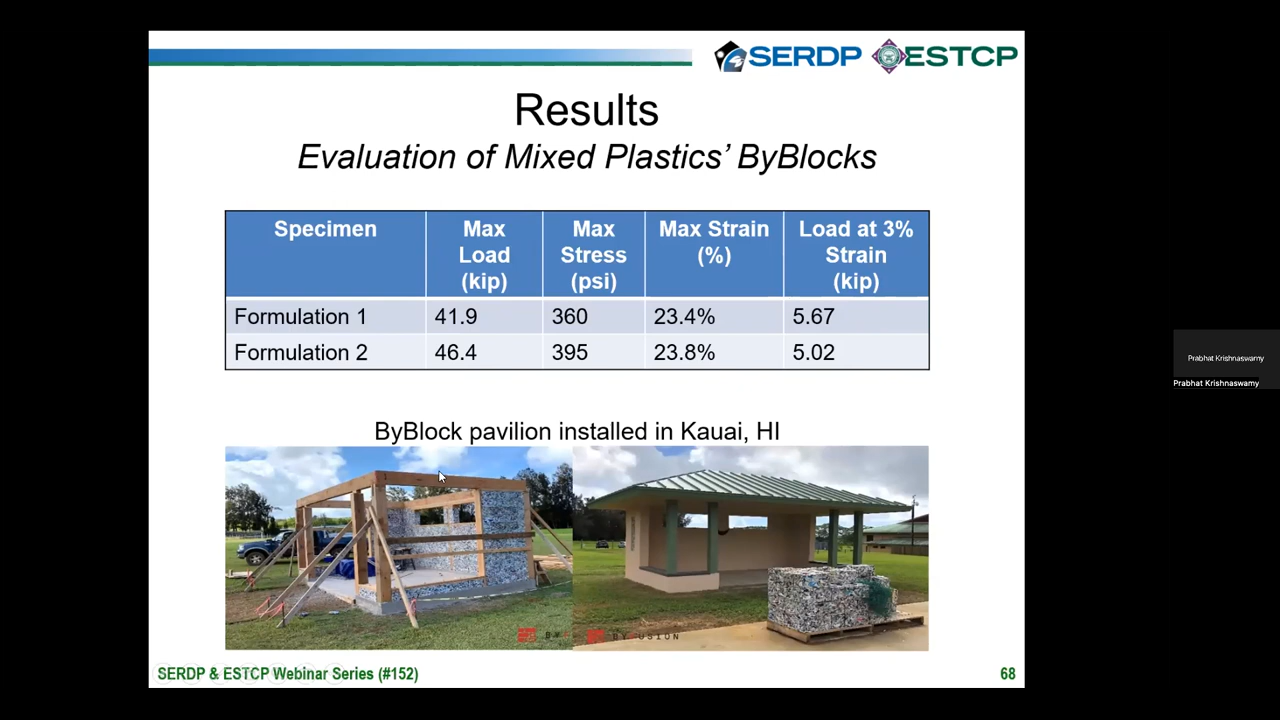 SERDP ESTCP
Results
Evaluation of Mixed Plastics' ByBlocks
Specimen Max Load (kip) Max Stress (psi) Max Strain (%) Load at 3% Strain (kip)
Formulation 1 41.9 360 23.4% 5.67
Formulation 2 46.4 395 23.8% 5.02
ByBlock pavilion installed in Kauai, HI
BYFUSION
SERDP & ESTCP Webinar Series (#152)
68
Prabhat Krishnaswamy
Prabhat Krishnaswamy